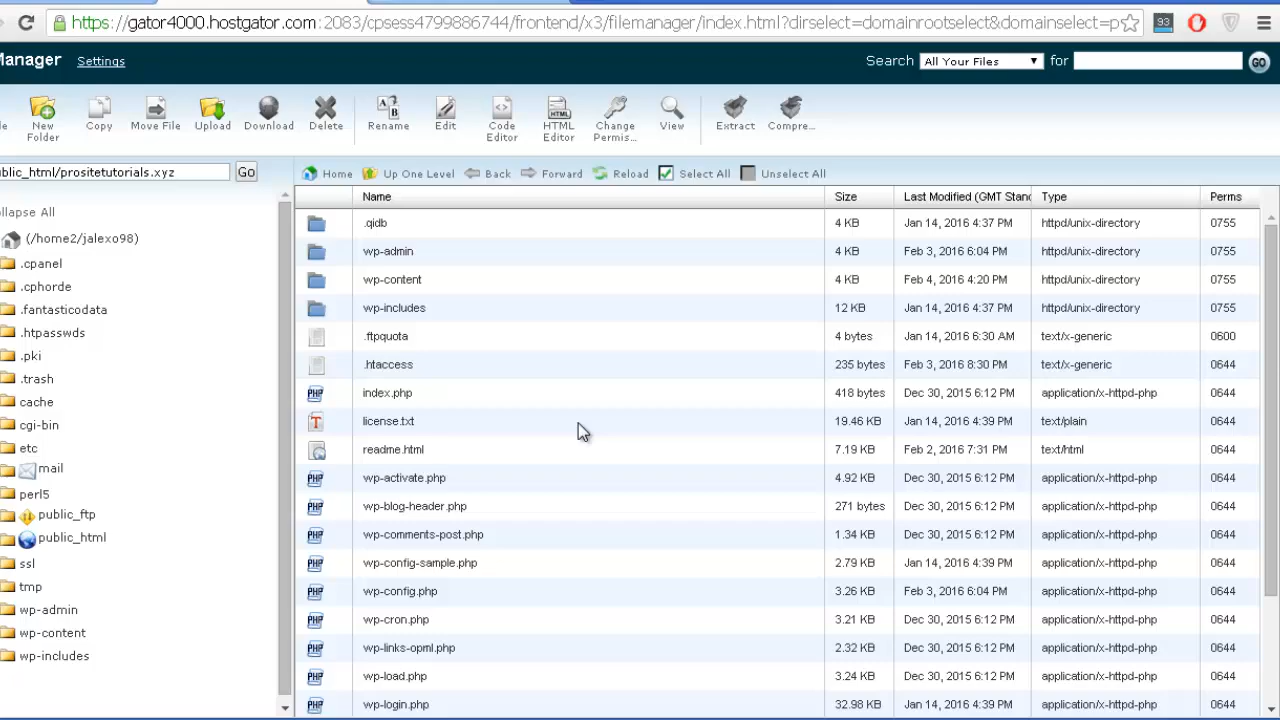 https://gator4000.hostgator.com:2083/cpsess4799886744/frontend/x3/filemanager/index.html?dirselect=domainrootselect&domainselect=p
93
Manager Settings Search All Your Files for GO
New Folder Copy Move File Upload Download Delete Rename Edit Code Editor HTML Editor Change Permis... View Extract Compre...
blic_html/prositetutorials.xyz Go Home Up One Level Back Forward Reload Select All Unselect All
Name Size Last Modified (GMT Stanc Type Perms
ollapse All
(/home2/jalexo98)
.cpanel
.cphorde
.fantasticodata
.htpasswds
.pki
.trash
cache
cgi-bin
etc
mail
perl5
public_ftp
public_html
ssl
tmp
wp-admin
wp-content
wp-includes
.qidb 4 KB Jan 14, 2016 4:37 PM httpd/unix-directory 0755
wp-admin 4 KB Feb 3, 2016 6:04 PM httpd/unix-directory 0755
wp-content 4 KB Feb 4, 2016 4:20 PM httpd/unix-directory 0755
wp-includes 12 KB Jan 14, 2016 4:37 PM httpd/unix-directory 0755
.ftpquota 4 bytes Jan 14, 2016 6:30 AM text/x-generic 0600
.htaccess 235 bytes Feb 3, 2016 8:30 PM text/x-generic 0644
PHP index.php 418 bytes Dec 30, 2015 6:12 PM application/x-httpd-php 0644
T license.txt 19.46 KB Jan 14, 2016 4:39 PM text/plain 0644
readme.html 7.19 KB Feb 2, 2016 7:31 PM text/html 0644
PHP wp-activate.php 4.92 KB Dec 30, 2015 6:12 PM application/x-httpd-php 0644
PHP wp-blog-header.php 271 bytes Dec 30, 2015 6:12 PM application/x-httpd-php 0644
PHP wp-comments-post.php 1.34 KB Dec 30, 2015 6:12 PM application/x-httpd-php 0644
PHP wp-config-sample.php 2.79 KB Jan 14, 2016 4:39 PM application/x-httpd-php 0644
PHP wp-config.php 3.26 KB Feb 3, 2016 6:04 PM application/x-httpd-php 0644
PHP wp-cron.php 3.21 KB Dec 30, 2015 6:12 PM application/x-httpd-php 0644
PHP wp-links-opml.php 2.32 KB Jan 14, 2016 6:12 PM application/x-httpd-php 0644
PHP wp-load.php 3.24 KB Dec 30, 2015 6:12 PM application/x-httpd-php 0644
PHP wp-login.php 32.98 KB Jan 14, 2016 4:39 PM application/x-httpd-php 0644